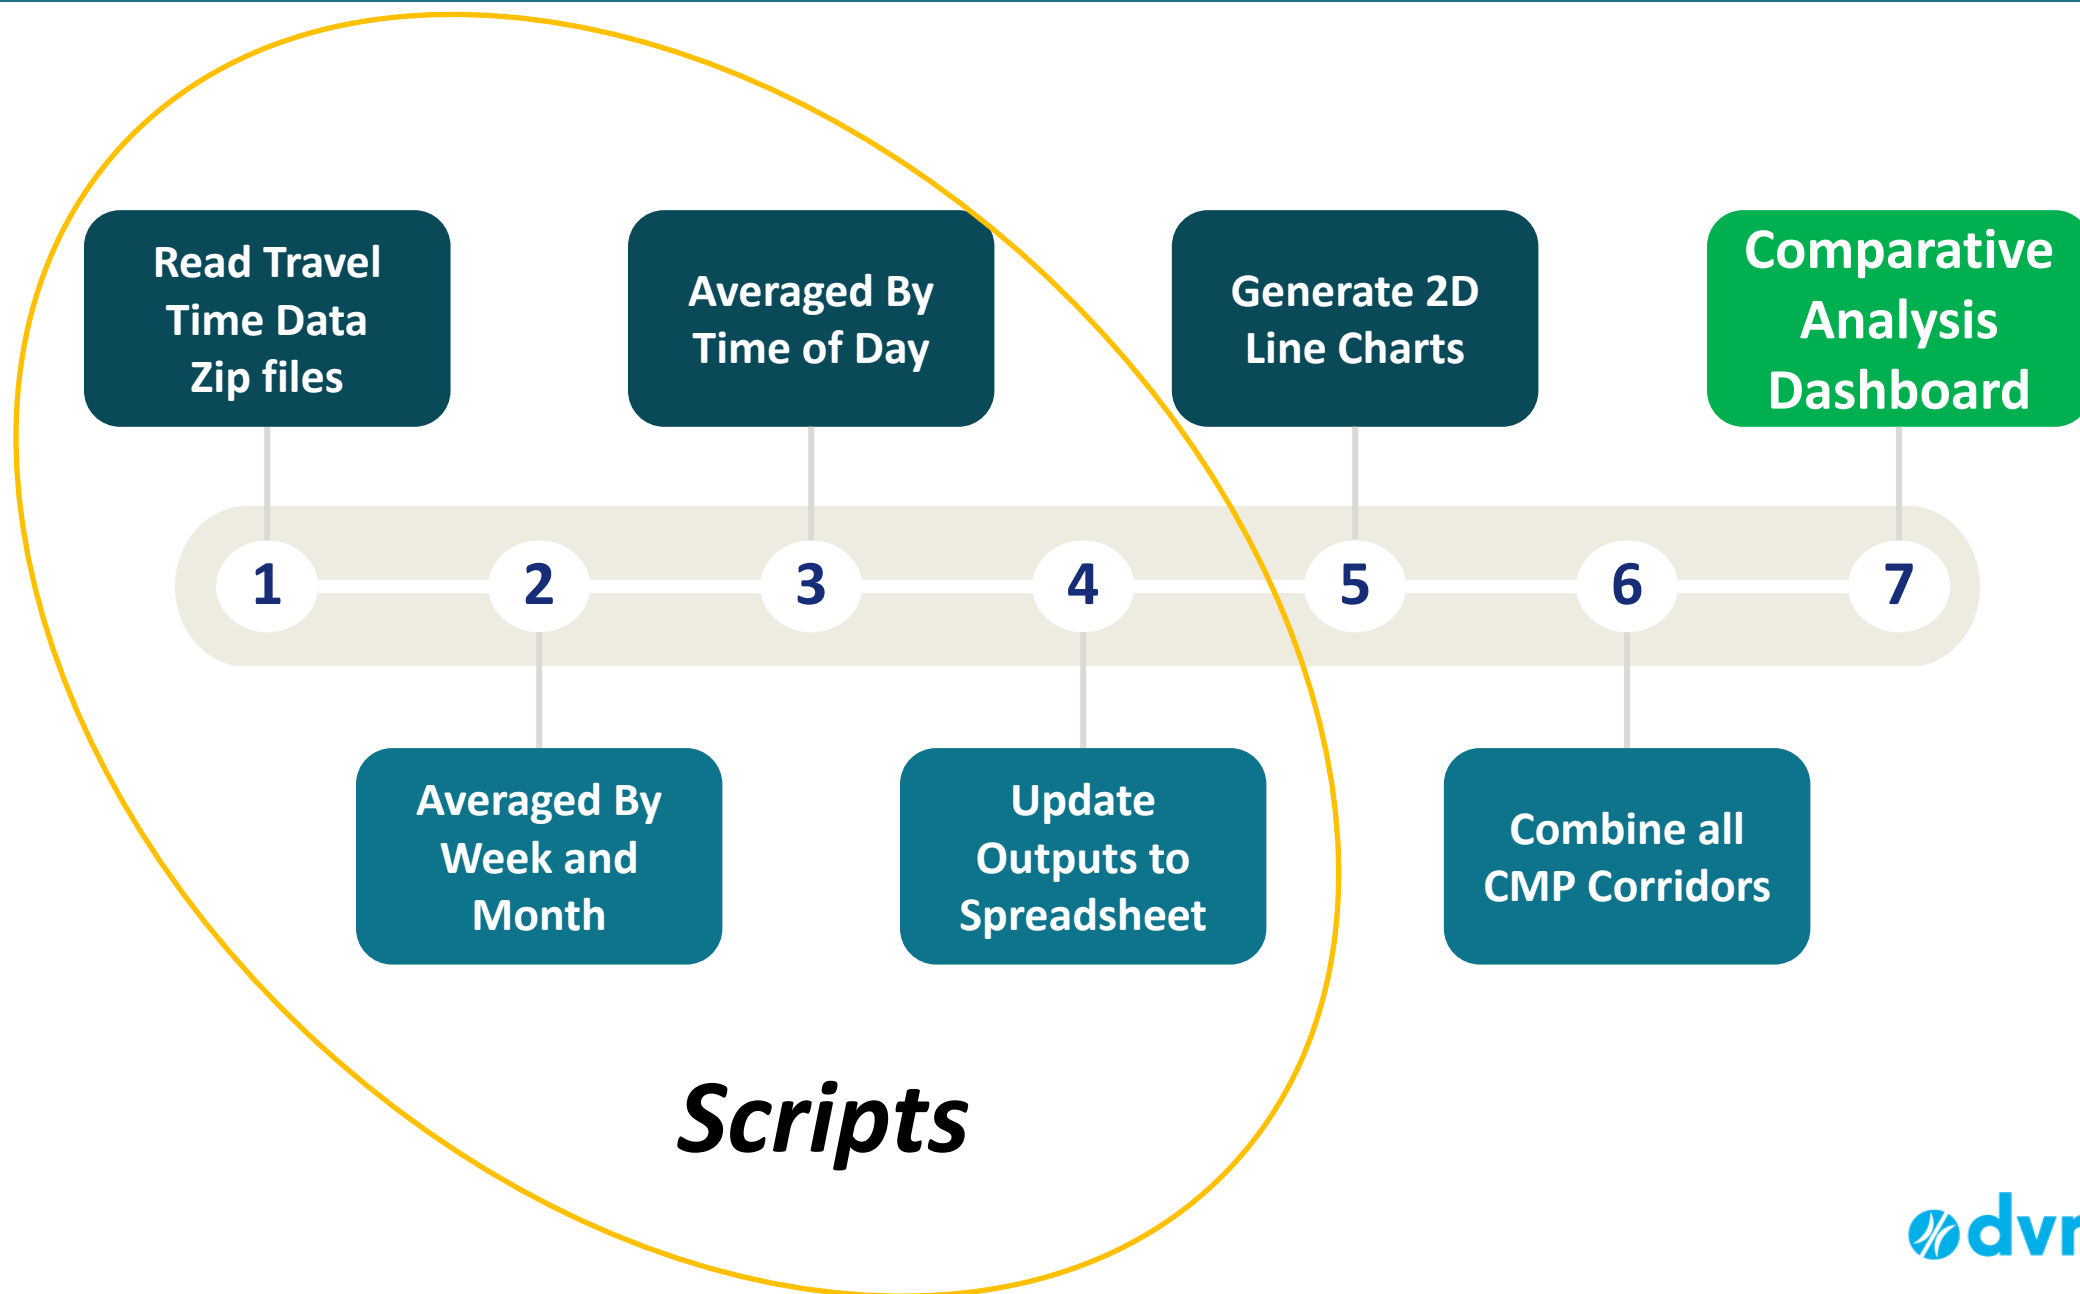 Read Travel
Time Data
Zip files
Averaged By
Time of Day
Generate 2D
Line Charts
Comparative
Analysis
Dashboard
1
2
3
4
5
6
7
Averaged By
Week and
Month
Update
Outputs to
Spreadsheet
Combine all
CMP Corridors
Scripts